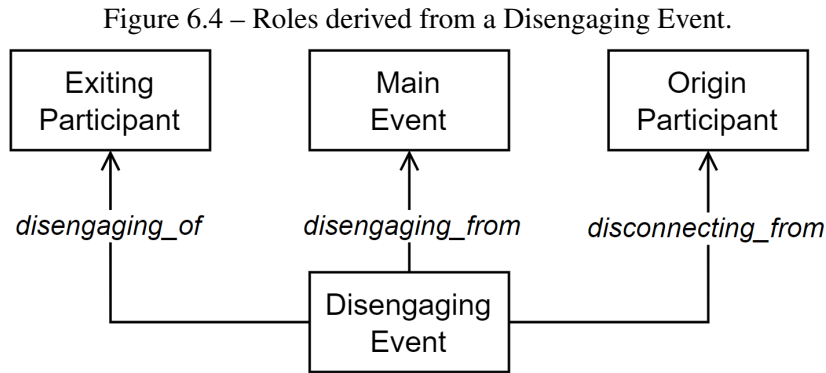 Figure 6.4 – Roles derived from a Disengaging Event.
Exiting
Participant
Main
Event
Origin
Participant
disengaging_of
disengaging_from
disconnecting_from
Disengaging
Event